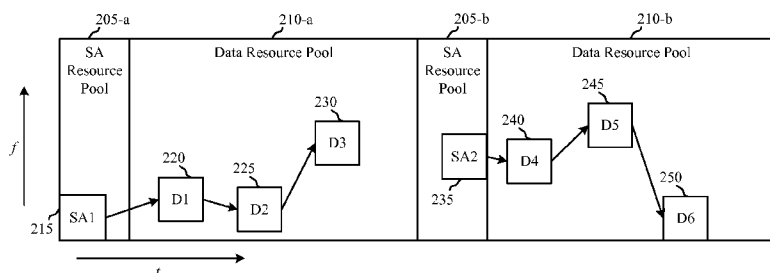 205-a
210-a
205-b
210-b
SA
Resource
Pool
Data Resource Pool
SA
Resource
Pool
Data Resource Pool
f
215
SA1
220
D1
225
D2
230
D3
SA2
235
240
D4
245
D5
250
D6
t